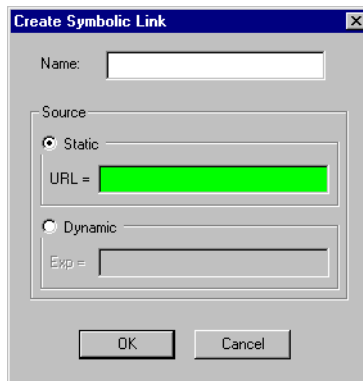 Create Symbolic Link
Name:
Source
Static
URL =
Dynamic
Exp =
OK Cancel